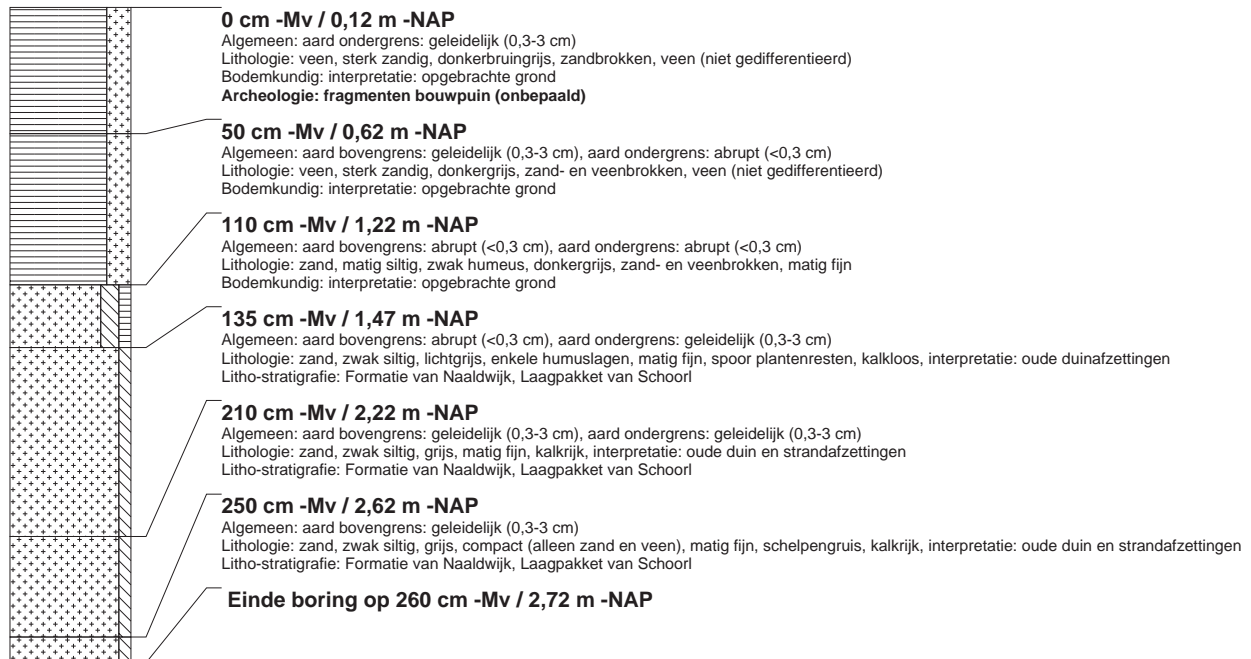 0 cm -Mv / 0,12 m -NAP
Algemeen: aard ondergrens: geleidelijk (0,3-3 cm)
Lithologie: veen, sterk zandig, donkerbruingrijs, zandbrokken, veen (niet gedifferentieerd)
Bodemkundig: interpretatie: opgebrachte grond
Archeologie: fragmenten bouwpuin (onbepaald)
50 cm -Mv / 0,62 m -NAP
Algemeen: aard bovengrens: geleidelijk (0,3-3 cm), aard ondergrens: abrupt (<0,3 cm)
Lithologie: veen, sterk zandig, donkergrijs, zand- en veenbrokken, veen (niet gedifferentieerd)
Bodemkundig: interpretatie: opgebrachte grond
110 cm -Mv / 1,22 m -NAP
Algemeen: aard bovengrens: abrupt (<0,3 cm), aard ondergrens: abrupt (<0,3 cm)
Lithologie: zand, matig siltig, zwak humeus, donkergrijs, zand- en veenbrokken, matig fijn
Bodemkundig: interpretatie: opgebrachte grond
135 cm -Mv / 1,47 m -NAP
Algemeen: aard bovengrens: abrupt (<0,3 cm), aard ondergrens: geleidelijk (0,3-3 cm)
Lithologie: zand, zwak siltig, lichtgrijs, enkele humuslagen, matig fijn, spoor plantenresten, kalkloos, interpretatie: oude duinafzettingen
Litho-stratigrafie: Formatie van Naaldwijk, Laagpakket van Schoorl
210 cm -Mv / 2,22 m -NAP
Algemeen: aard bovengrens: geleidelijk (0,3-3 cm), aard ondergrens: geleidelijk (0,3-3 cm)
Lithologie: zand, zwak siltig, grijs, matig fijn, kalkrijk, interpretatie: oude duin en strandafzettingen
Litho-stratigrafie: Formatie van Naaldwijk, Laagpakket van Schoorl
250 cm -Mv / 2,62 m -NAP
Algemeen: aard bovengrens: geleidelijk (0,3-3 cm)
Lithologie: zand, zwak siltig, grijs, compact (alleen zand en veen), matig fijn, schelpengruis, kalkrijk, interpretatie: oude duin en strandafzettingen
Litho-stratigrafie: Formatie van Naaldwijk, Laagpakket van Schoorl
Einde boring op 260 cm -Mv / 2,72 m -NAP